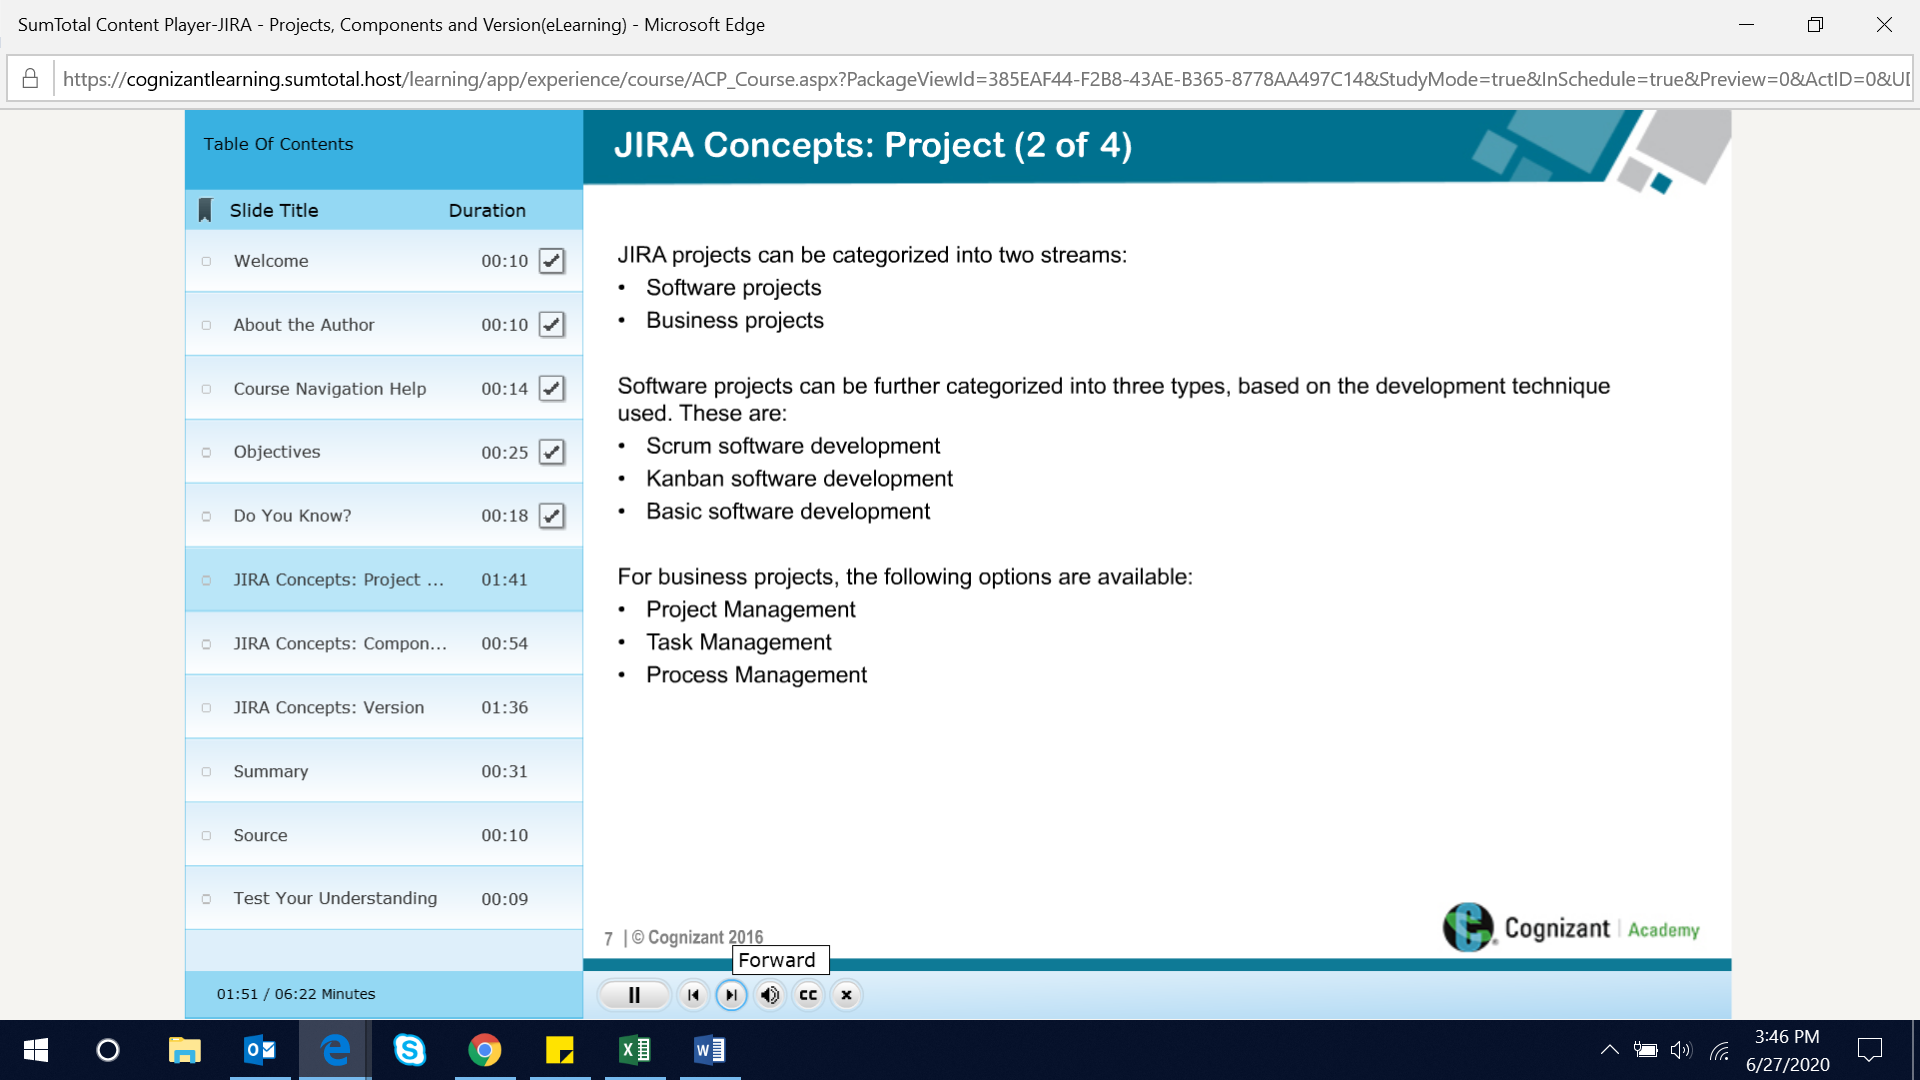 SumTotal Content Player-JIRA - Projects, Components and Version(eLearning) - Microsoft Edge
https://cognizantlearning.sumtotal.host/learning/app/experience/course/ACP_Course.aspx?PackageViewId=385EAF44-F2B8-43AE-B365-8778AA497C14&StudyMode=true&InSchedule=true&Preview=0&ActID=0&UI
Table Of Contents
Slide Title Duration
Welcome 00:10
About the Author 00:10
Course Navigation Help 00:14
Objectives 00:25
Do You Know? 00:18
JIRA Concepts: Project ... 01:41
JIRA Concepts: Compon... 00:54
JIRA Concepts: Version 01:36
Summary 00:31
Source 00:10
Test Your Understanding 00:09
01:51 / 06:22 Minutes
JIRA Concepts: Project (2 of 4)
JIRA projects can be categorized into two streams:
• Software projects
• Business projects
Software projects can be further categorized into three types, based on the development technique
used. These are:
• Scrum software development
• Kanban software development
• Basic software development
For business projects, the following options are available:
• Project Management
• Task Management
• Process Management
7 | © Cognizant 2016
Cognizant | Academy
Forward
CC
3:46 PM
6/27/2020